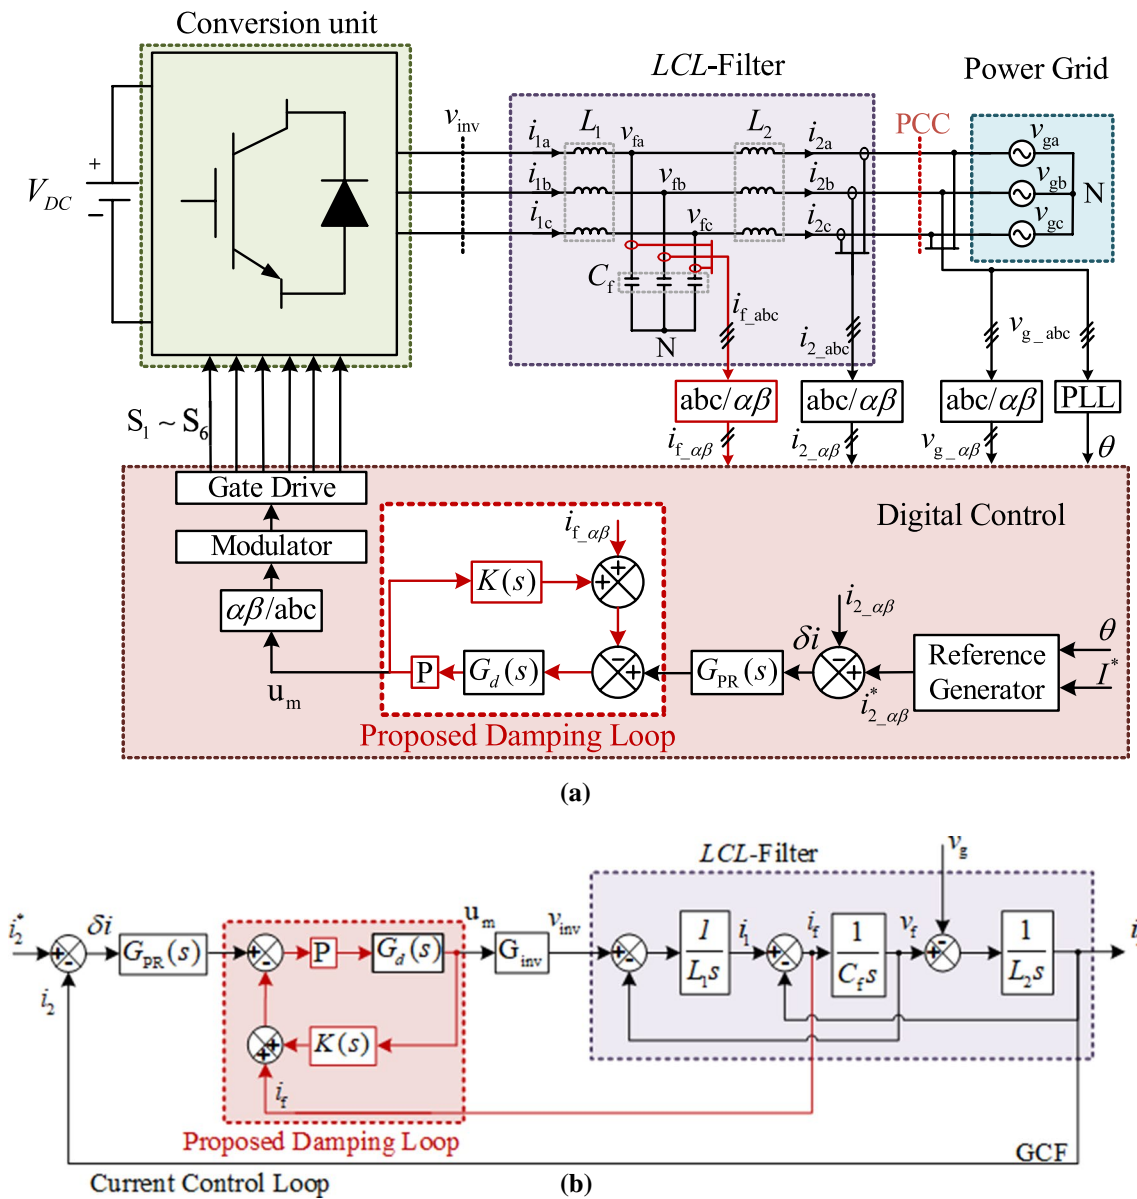 Conversion unit
LCL-Filter
Power Grid
V_DC
+
−
v_inv
i_1a
L_1
v_fa
L_2
i_2a
PCC
v_ga
i_1b
v_fb
i_2b
v_gb
N
i_1c
v_fc
i_2c
v_gc
C_f
i_f_abc
N
i_2_abc
v_g_abc
S_1 ~ S_6
abc/αβ
abc/αβ
abc/αβ
PLL
i_f_αβ
i_2_αβ
v_g_αβ
θ
Gate Drive
Digital Control
Modulator
i_f_αβ
K(s)
+
+
αβ/abc
i_2_αβ
u_m
P
G_d(s)
-
+
G_PR(s)
δi
-
+
i*_2_αβ
Reference
Generator
θ
I*
Proposed Damping Loop
(a)
LCL-Filter
v_g
i*_2
+
-
δi
G_PR(s)
+
-
P
G_d(s)
u_m
G_inv
v_inv
+
-
1
L_1s
i_1
+
-
i_f
1
C_fs
v_f
-
+
1
L_2s
i_2
+
+
K(s)
i_f
Proposed Damping Loop
GCF
Current Control Loop
(b)